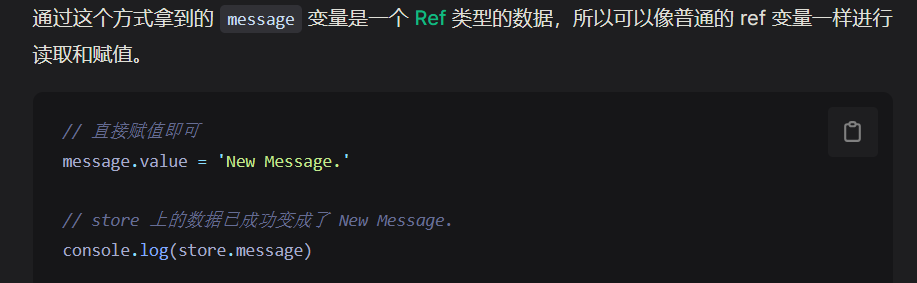 通过这个方式拿到的 message 变量是一个 Ref 类型的数据，所以可以像普通的 ref 变量一样进行
读取和赋值。
// 直接赋值即可
message.value = 'New Message.'
// store 上的数据已成功变成了 New Message.
console.log(store.message)